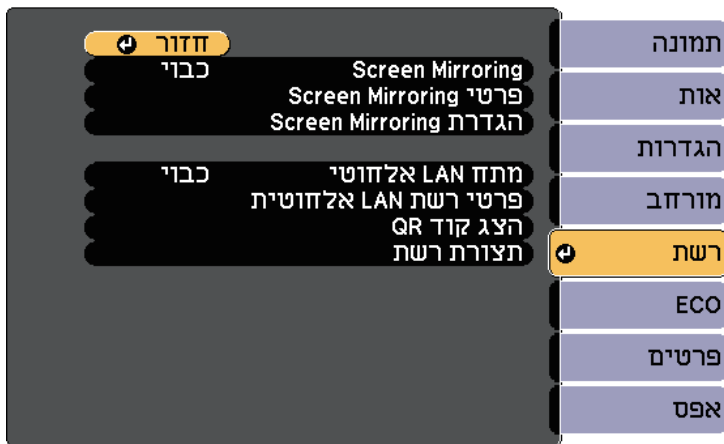 תמונה
אות
הגדרות
מורחב
רשת
ECO
פרטים
אפס
חזור
Screen Mirroring כבוי
פרטי Screen Mirroring
הגדרת Screen Mirroring
מתח LAN אלחוטי כבוי
פרטי רשת LAN אלחוטית
הצג קוד QR
תצורת רשת